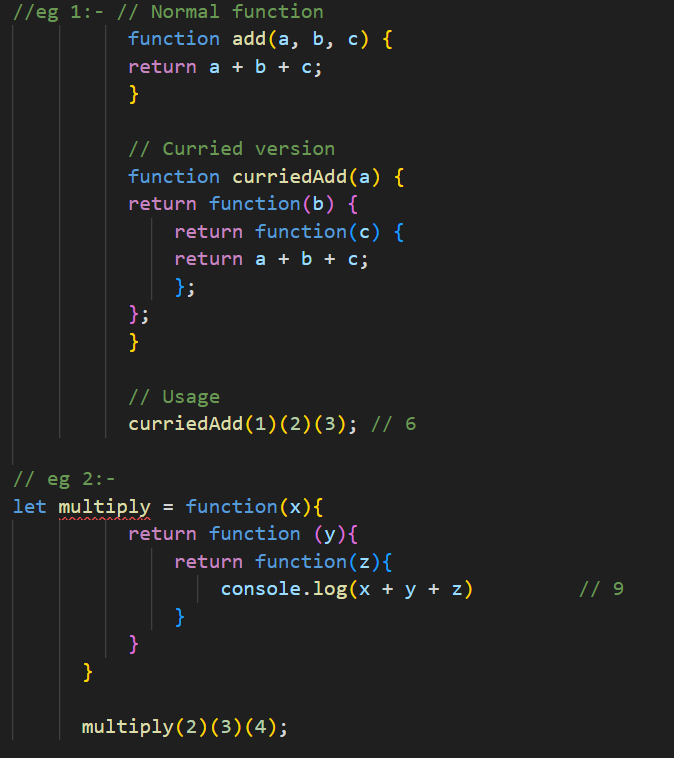 //eg 1:- // Normal function
function add(a, b, c) {
return a + b + c;
}
// Curried version
function curriedAdd(a) {
return function(b) {
return function(c) {
return a + b + c;
};
};
}
// Usage
curriedAdd(1)(2)(3); // 6
// eg 2:-
let multiply = function(x){
return function (y){
return function(z){
console.log(x + y + z) // 9
}
}
}
multiply(2)(3)(4);